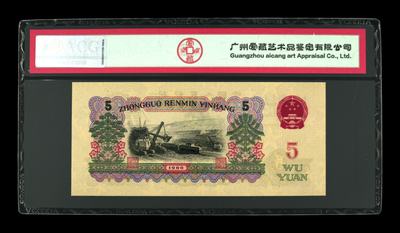 广州爱藏艺术品鉴定有限公司
Guangzhou aicang art Appraisal Co., Ltd.
5
ZHONGGUO RENMIN YINHANG
5
1960
5
WU
YUAN